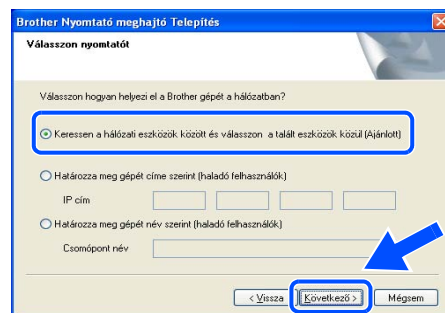 Brother Nyomtató meghajtó Telepítés
Válasszon nyomtatót
Válasszon hogyan helyezi el a Brother gépét a hálózatban?
Keressen a hálózati eszközök között és válasszon a talált eszközök közül (Ajánlott)
Határozza meg gépét címe szerint (haladó felhasználók)
IP cím
Határozza meg gépét név szerint (haladó felhasználók)
Csomópont név
< Vissza Következő > Mégsem